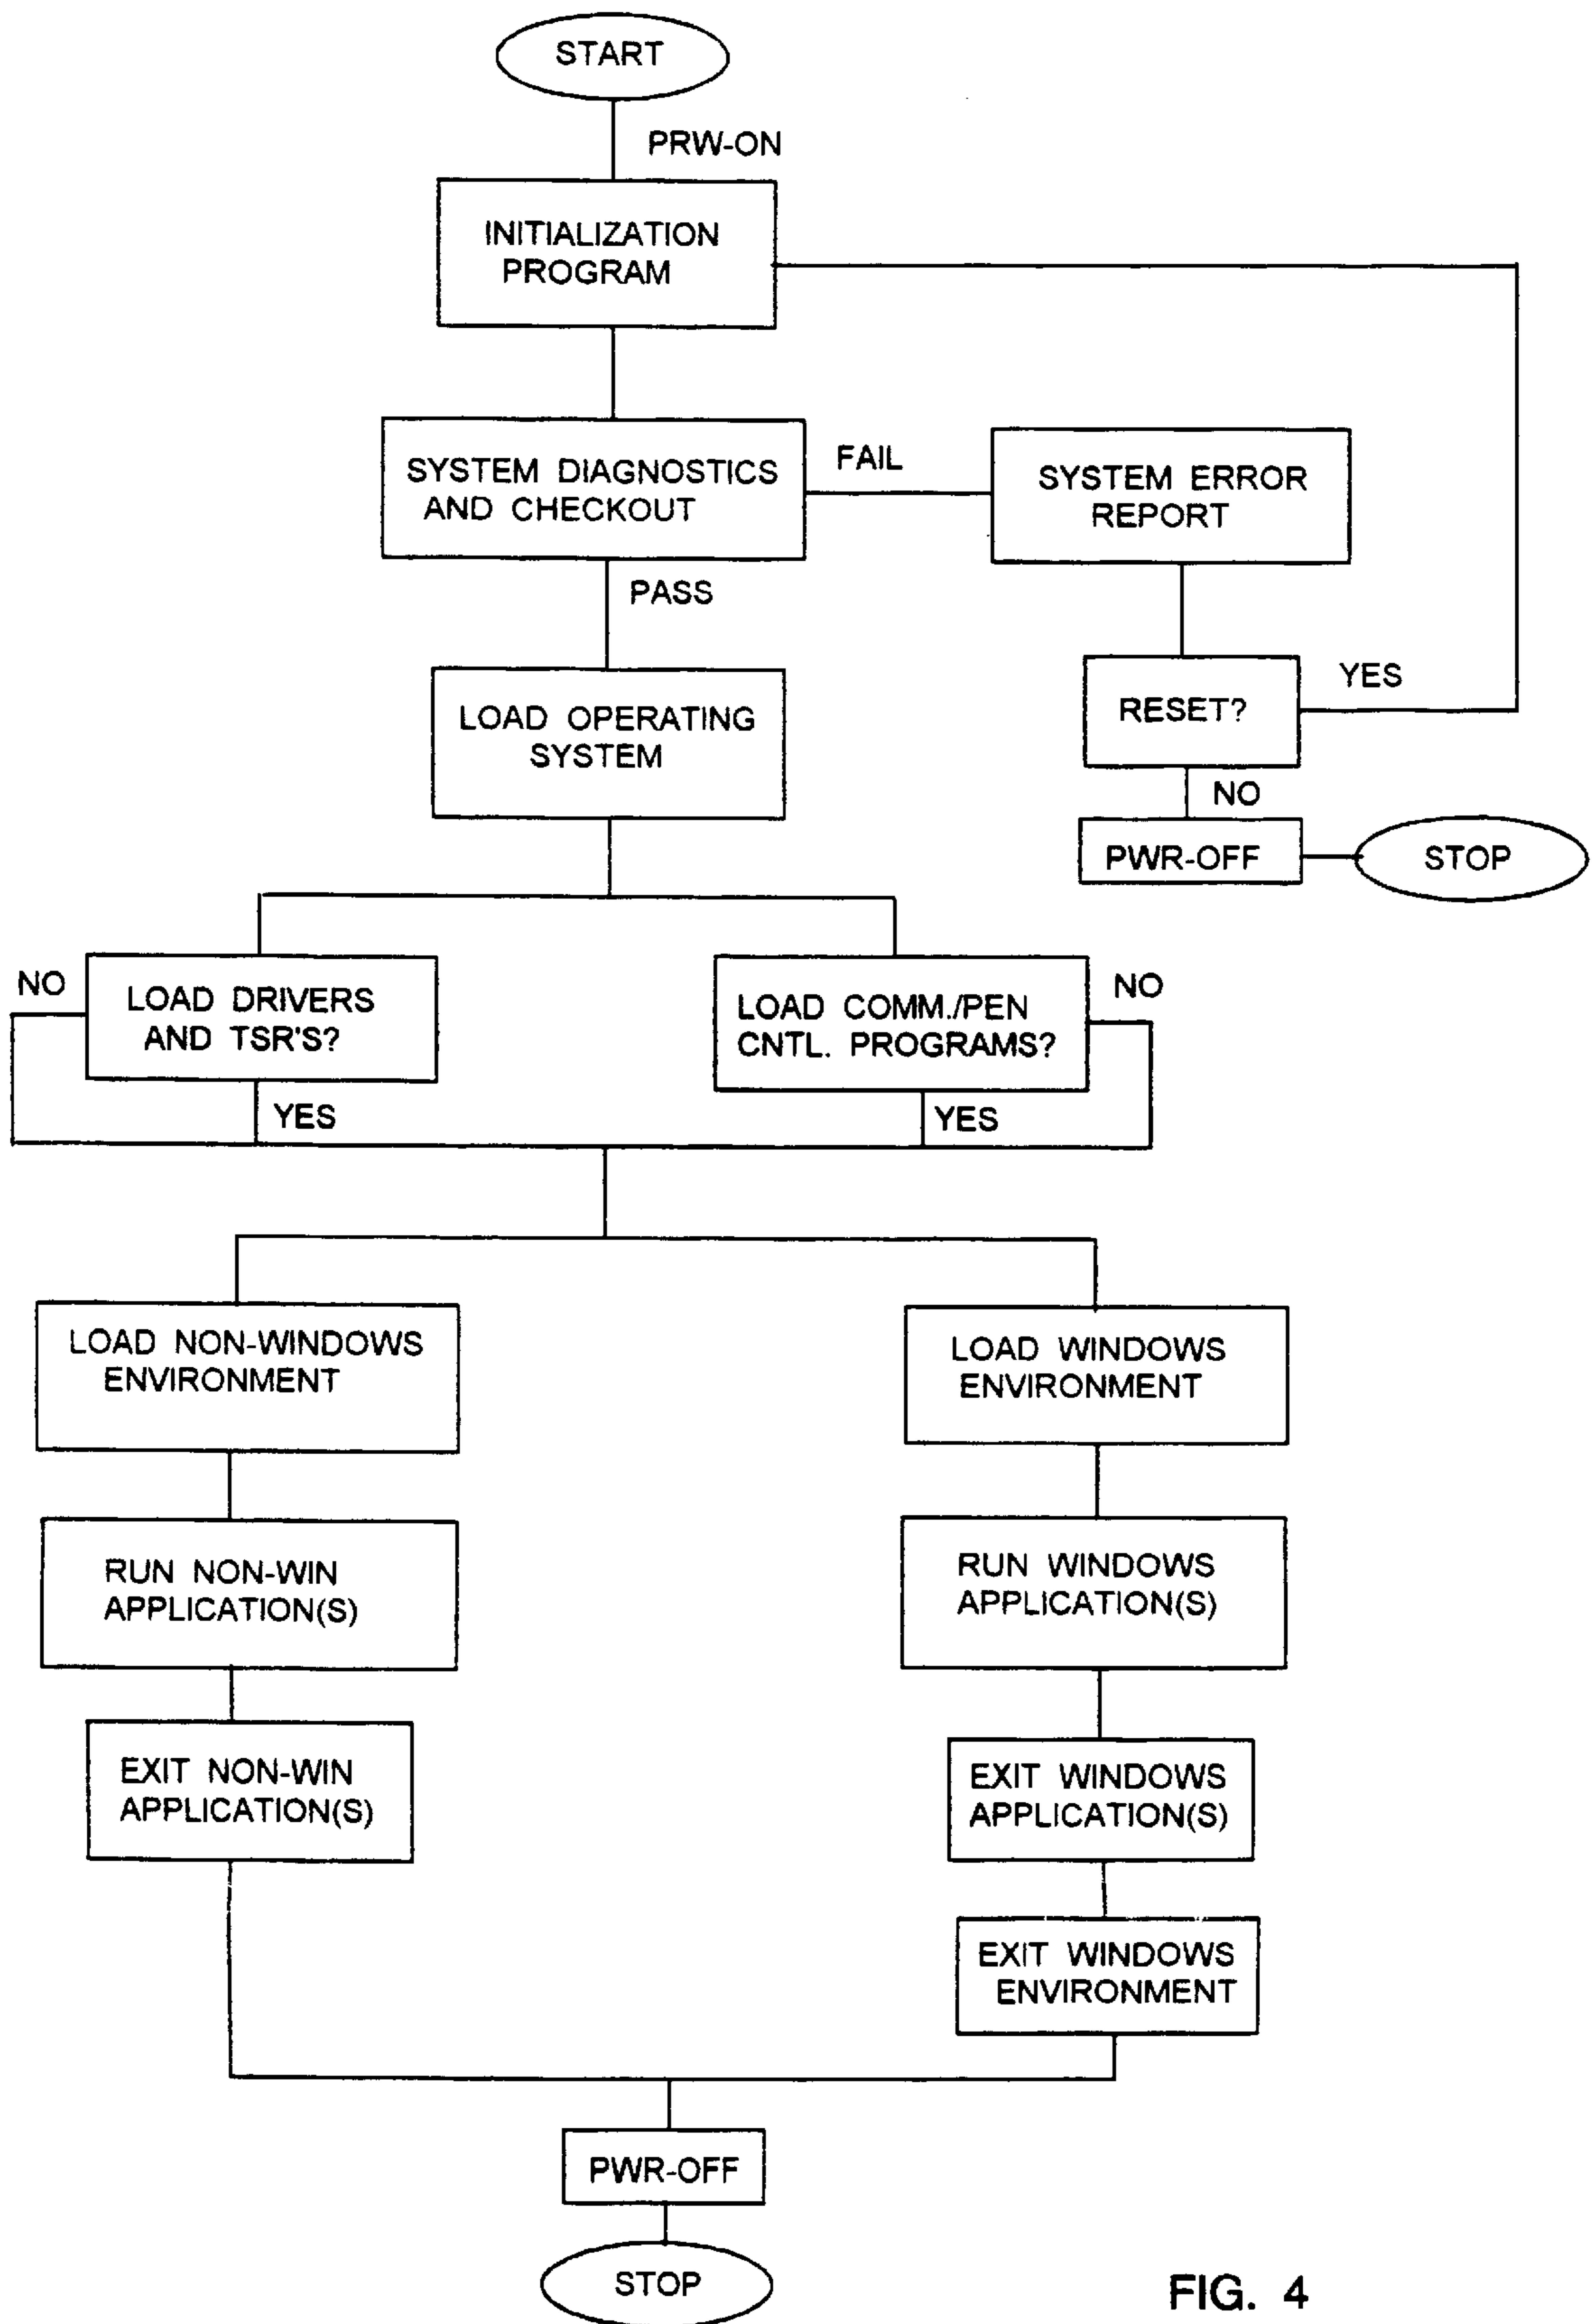 START
PRW-ON
INITIALIZATION
PROGRAM
SYSTEM DIAGNOSTICS
AND CHECKOUT
FAIL
SYSTEM ERROR
REPORT
PASS
RESET?
YES
LOAD OPERATING
SYSTEM
NO
PWR-OFF
STOP
NO
LOAD DRIVERS
AND TSR'S?
YES
LOAD COMM./PEN
CNTL. PROGRAMS?
NO
YES
LOAD NON-WINDOWS
ENVIRONMENT
LOAD WINDOWS
ENVIRONMENT
RUN NON-WIN
APPLICATION(S)
RUN WINDOWS
APPLICATION(S)
EXIT NON-WIN
APPLICATION(S)
EXIT WINDOWS
APPLICATION(S)
EXIT WINDOWS
ENVIRONMENT
PWR-OFF
STOP
FIG. 4